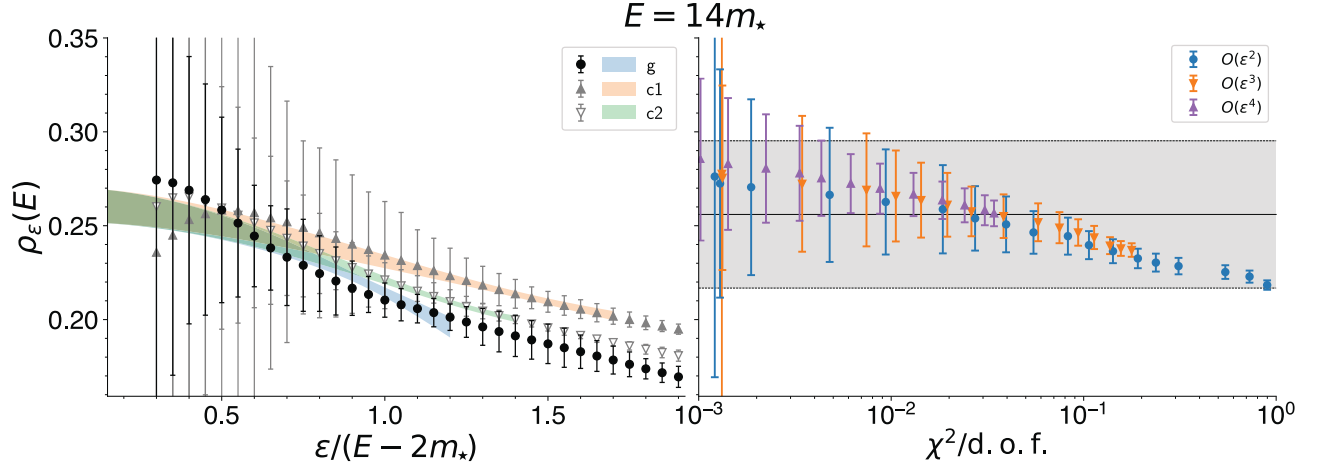 E = 14m⋆
0.35
0.30
0.25
0.20
ρε(E)
g
c1
c2
0.5
1.0
1.5
ε/(E − 2m⋆)
O(ε²)
O(ε³)
O(ε⁴)
10⁻³
10⁻²
10⁻¹
10⁰
χ²/d. o. f.